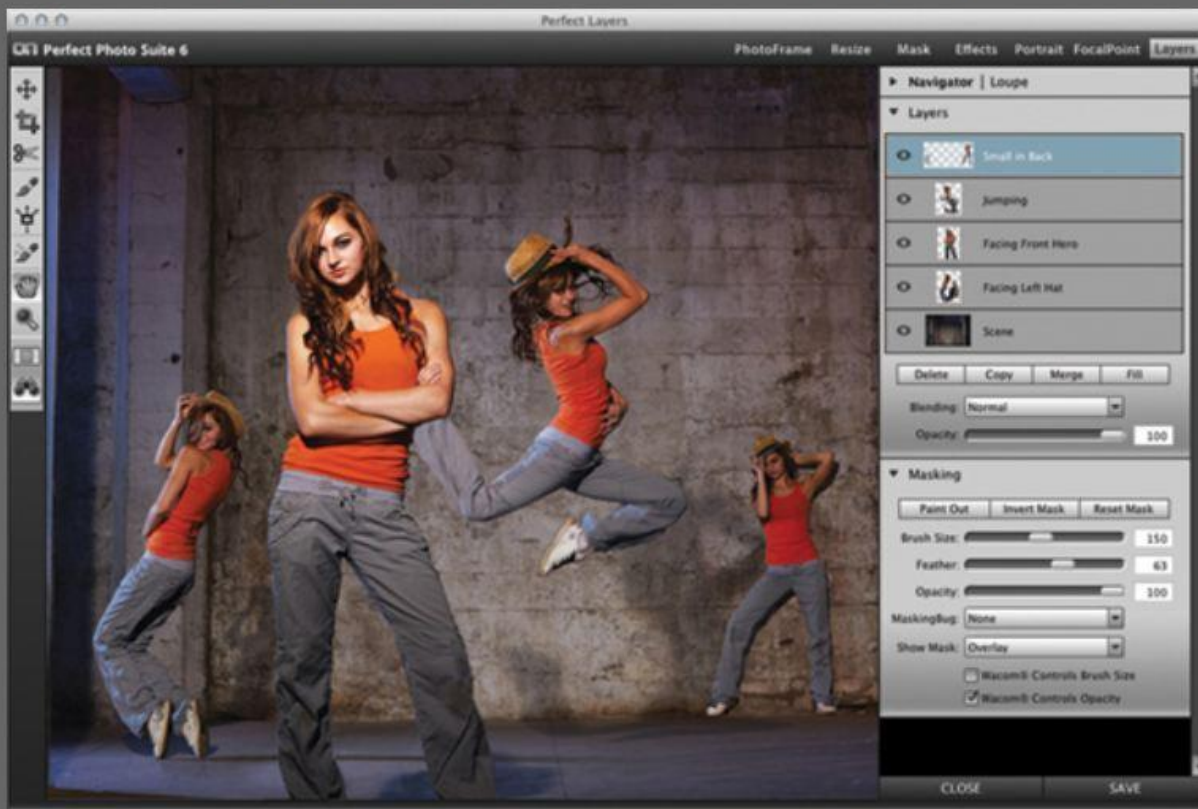 Perfect Layers
on Perfect Photo Suite 6
PhotoFrame Resize Mask Effects Portrait FocalPoint Layers
Navigator | Loupe
Layers
Small in Back
Jumping
Facing Front Hero
Facing Left Hat
Scene
Delete Copy Merge Fill
Blending: Normal
Opacity: 100
Masking
Paint Out Invert Mask Reset Mask
Brush Size: 150
Feather: 63
Opacity: 100
MaskingBug: None
Show Mask: Overlay
Wacom® Controls Brush Size
Wacom® Controls Opacity
CLOSE SAVE